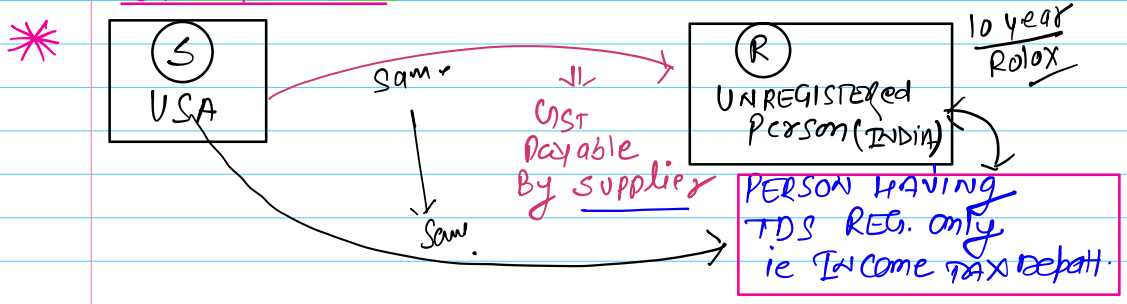 S
USA
Same
Same
GST
Payable
By supplier
R
UNREGISTERed
Person (INDIA)
10 year
Rolox
PERSON HAVING
TDS REG. only
ie INCome TAX Depatt.